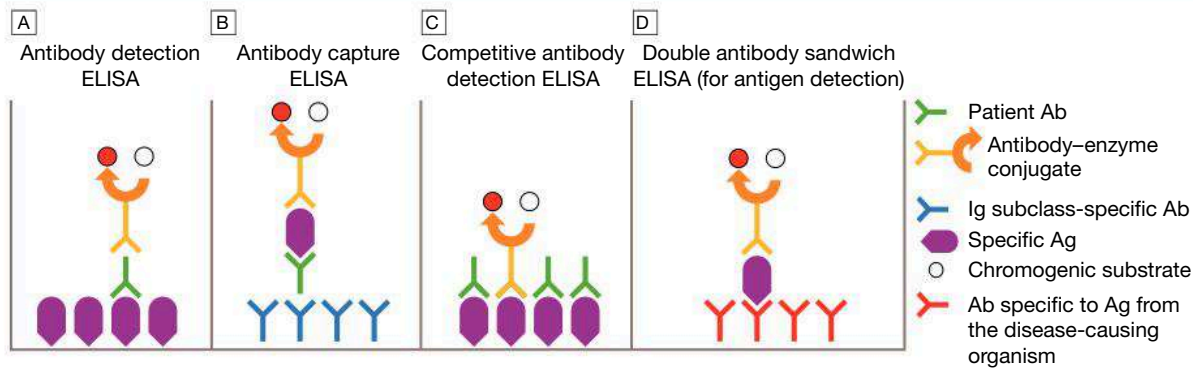 A
Antibody detection
ELISA
B
Antibody capture
ELISA
C
Competitive antibody
detection ELISA
D
Double antibody sandwich
ELISA (for antigen detection)
Patient Ab
Antibody–enzyme
conjugate
Ig subclass-specific Ab
Specific Ag
Chromogenic substrate
Ab specific to Ag from
the disease-causing
organism